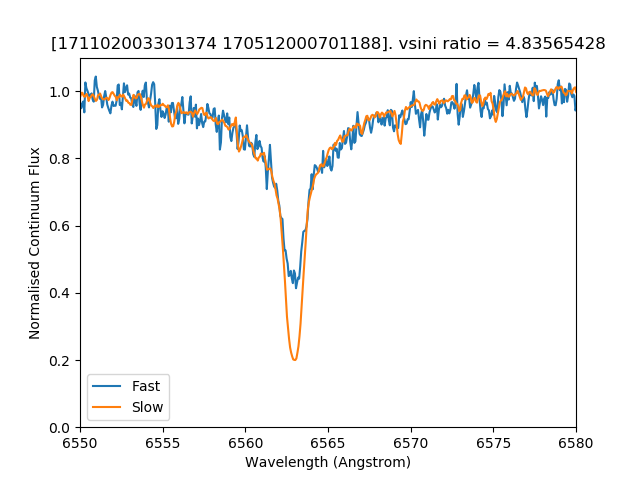 [171102003301374 170512000701188]. vsini ratio = 4.83565428
Normalised Continuum Flux
1.0
0.8
0.6
0.4
0.2
0.0
Fast
Slow
6550 6555 6560 6565 6570 6575 6580
Wavelength (Angstrom)